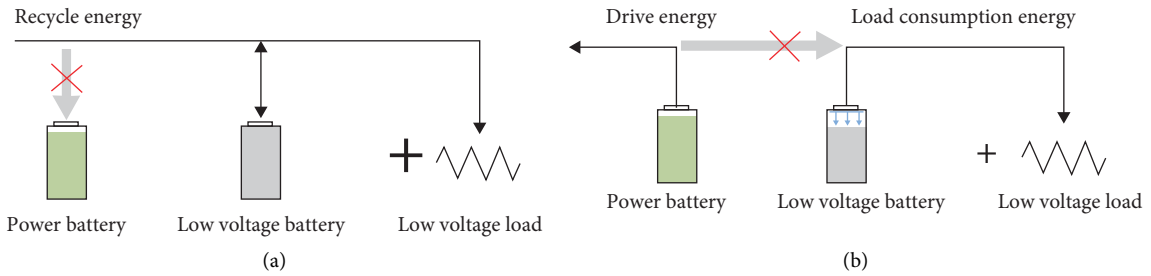 Recycle energy
Power battery
Low voltage battery
Low voltage load
(a)
Drive energy
Load consumption energy
Power battery
Low voltage battery
Low voltage load
(b)